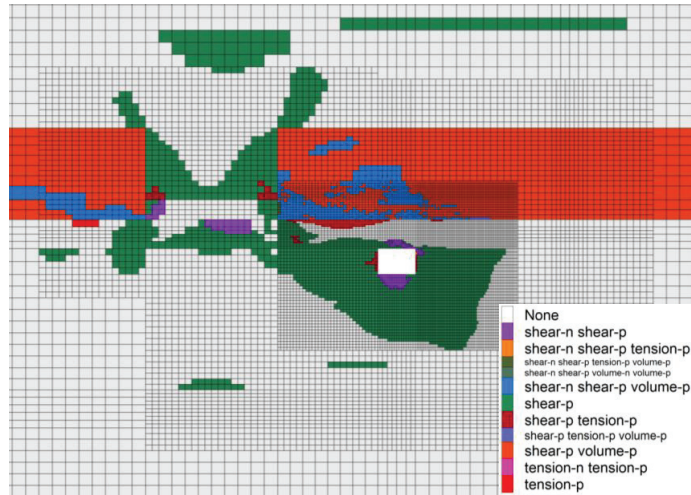 None
shear-n shear-p
shear-n shear-p tension-p
shear-n shear-p tension-p volume-p
shear-n shear-p volume-n volume-p
shear-n shear-p volume-p
shear-p
shear-p tension-p
shear-p tension-p volume-p
shear-p volume-p
tension-n tension-p
tension-p